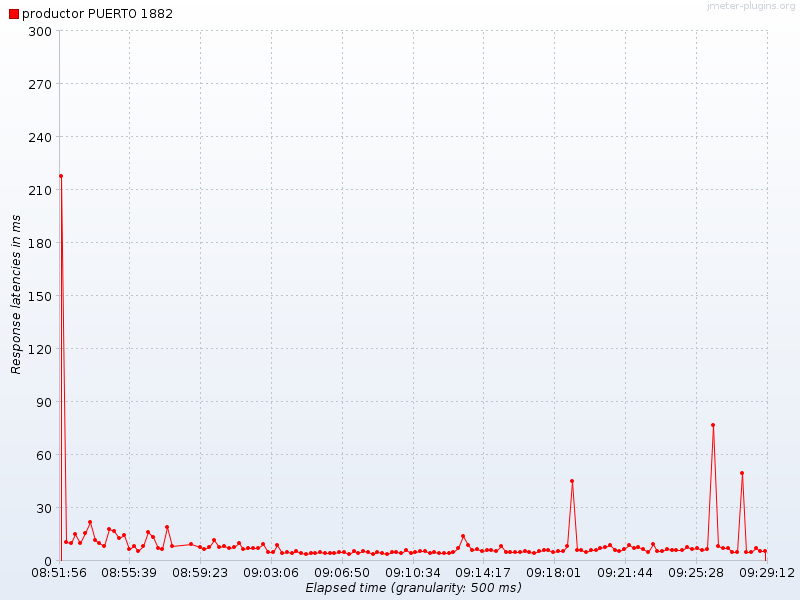 jmeter-plugins.org
productor PUERTO 1882
300
270
240
210
180
150
120
90
60
30
0
Response latencies in ms
08:51:56 08:55:39 08:59:23 09:03:06 09:06:50 09:10:34 09:14:17 09:18:01 09:21:44 09:25:28 09:29:12
Elapsed time (granularity: 500 ms)